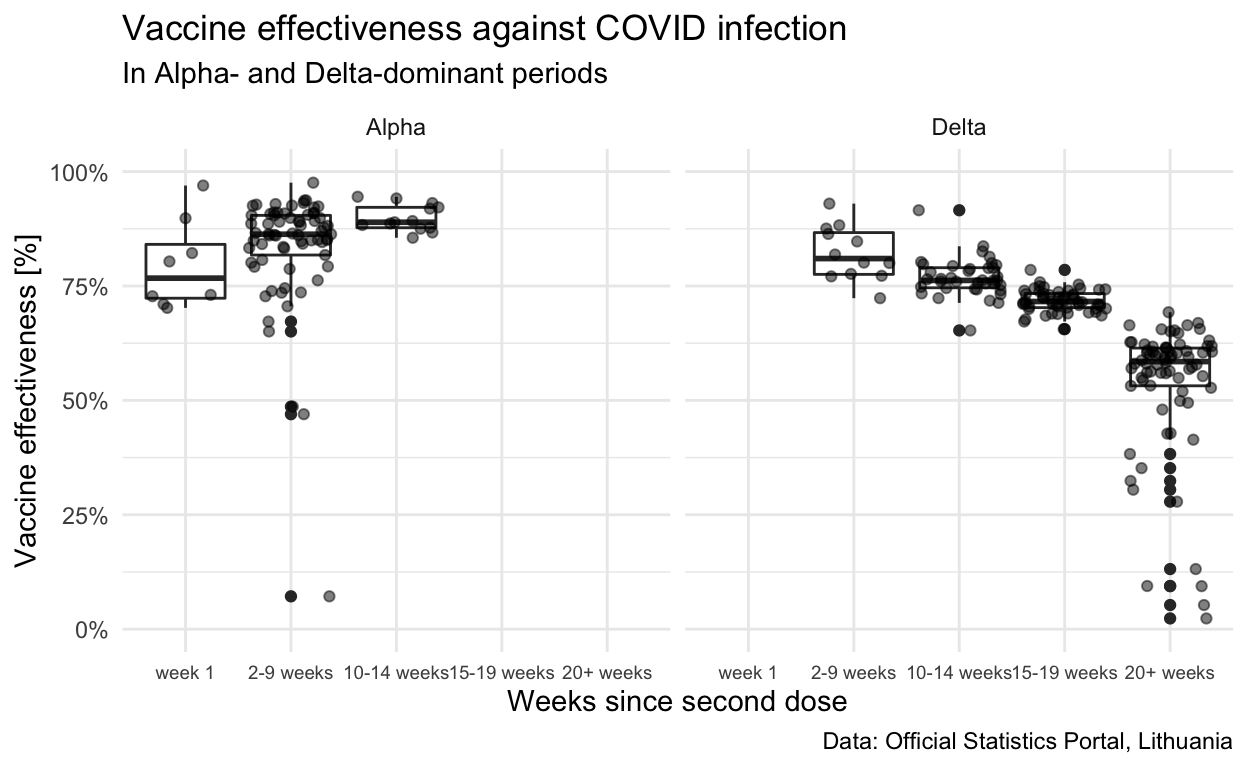 Vaccine effectiveness against COVID infection
In Alpha- and Delta-dominant periods
Alpha
Delta
Vaccine effectiveness [%]
100%
75%
50%
25%
0%
week 1 2-9 weeks 10-14 weeks 15-19 weeks 20+ weeks
week 1 2-9 weeks 10-14 weeks 15-19 weeks 20+ weeks
Weeks since second dose
Data: Official Statistics Portal, Lithuania